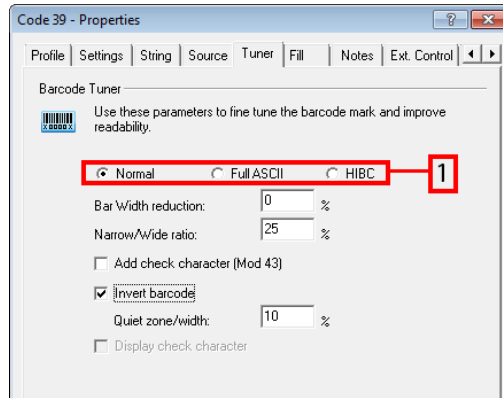 Code 39 - Properties
Profile Settings String Source Tuner Fill Notes Ext. Control
Barcode Tuner
Use these parameters to fine tune the barcode mark and improve
readability.
Normal Full ASCII HIBC 1
Bar Width reduction: 0 %
Narrow/Wide ratio: 25 %
Add check character (Mod 43)
Invert barcode
Quiet zone/width: 10 %
Display check character